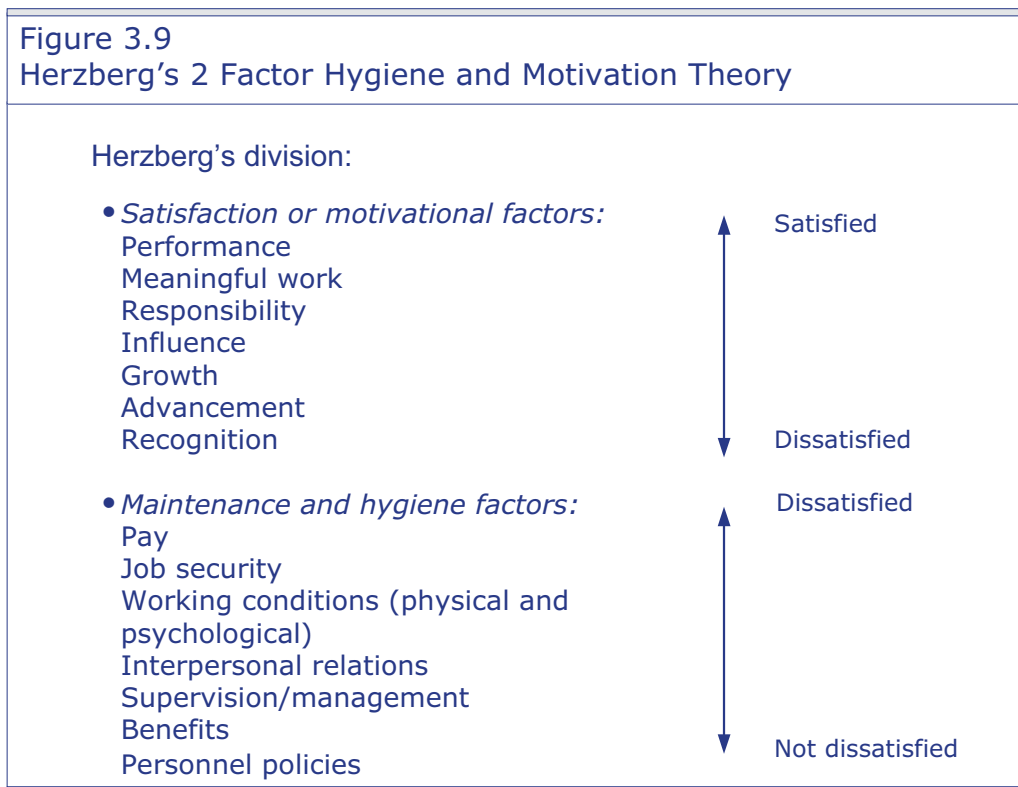 Figure 3.9
Herzberg’s 2 Factor Hygiene and Motivation Theory
Herzberg’s division:
• Satisfaction or motivational factors:
Performance
Meaningful work
Responsibility
Influence
Growth
Advancement
Recognition
Satisfied
Dissatisfied
• Maintenance and hygiene factors:
Pay
Job security
Working conditions (physical and
psychological)
Interpersonal relations
Supervision/management
Benefits
Personnel policies
Dissatisfied
Not dissatisfied